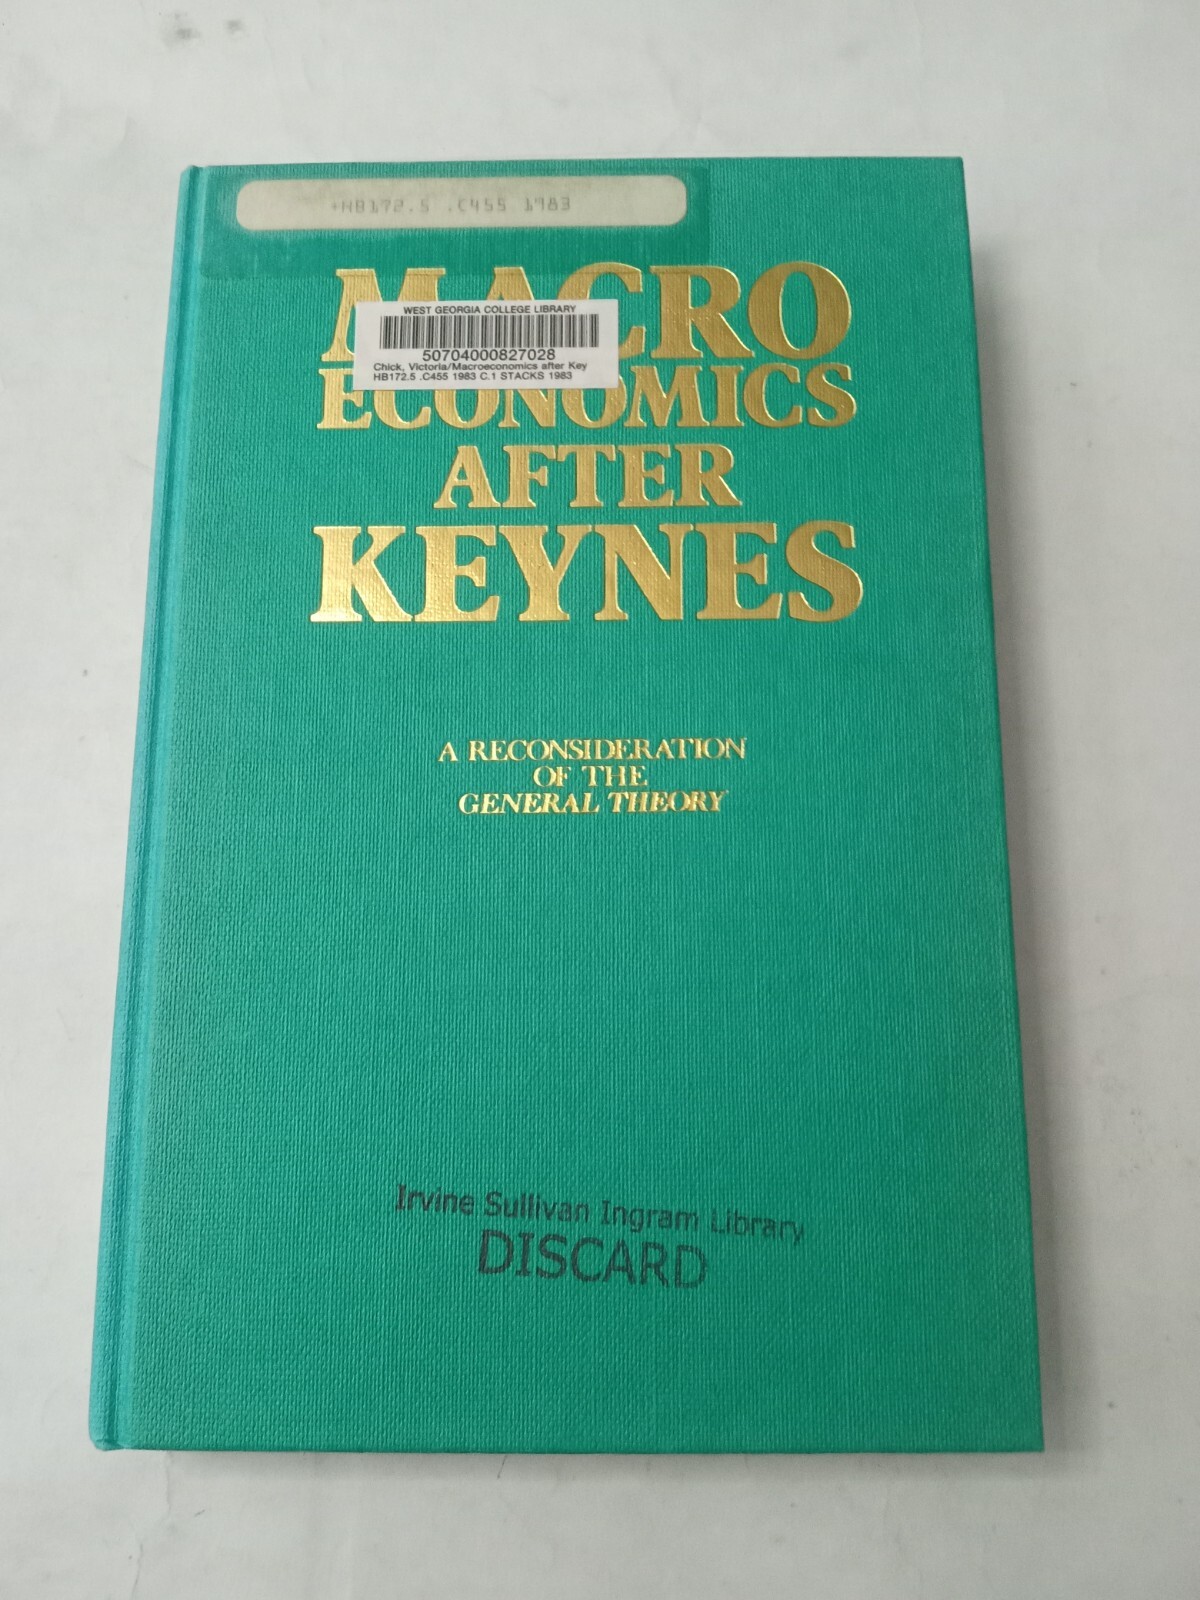 +HB172.5 .C455 1983
MACRO
WEST GEORGIA COLLEGE LIBRARY
50704000827028
Chick, Victoria/Macroeconomics after Key
HB172.5 .C455 1983 C.1 STACKS 1983
ECONOMICS
AFTER
KEYNES
A RECONSIDERATION
OF THE
GENERAL THEORY
Irvine Sullivan Ingram Library
DISCARD